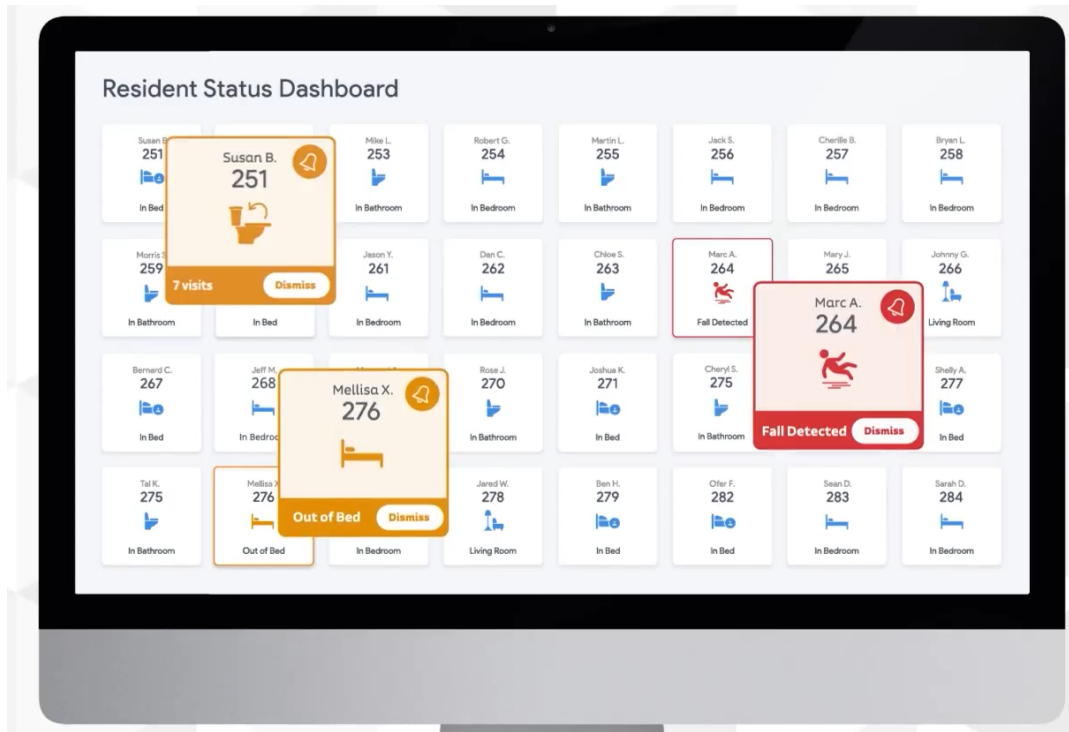 Resident Status Dashboard
Susan B
251
In Bed
Mike L.
253
In Bathroom
Robert G.
254
In Bedroom
Martin L.
255
In Bathroom
Jack S.
256
In Bedroom
Cherille B.
257
In Bedroom
Bryan L.
258
In Bedroom
Susan B.
251
7 visits
Dismiss
Morris
259
In Bathroom
In Bed
Jason Y.
261
In Bedroom
Dan C.
262
In Bedroom
Chloe S.
263
In Bathroom
Marc A.
264
Fall Detected
Mary J.
265
Johnny G.
266
Living Room
Marc A.
264
Fall Detected
Dismiss
Bernard C.
267
In Bed
Jeff M.
268
In Bedroo
Rose J.
270
In Bathroom
Joshua K.
271
In Bed
Cheryl S.
275
In Bathroom
Shelly A.
277
In Bed
Mellisa X.
276
Out of Bed
Dismiss
Tal K.
275
In Bathroom
Mellisa X
276
Out of Bed
In Bedroom
Jared W.
278
Living Room
Ben H.
279
In Bed
Ofer F.
282
In Bed
Sean D.
283
In Bedroom
Sarah D.
284
In Bedroom